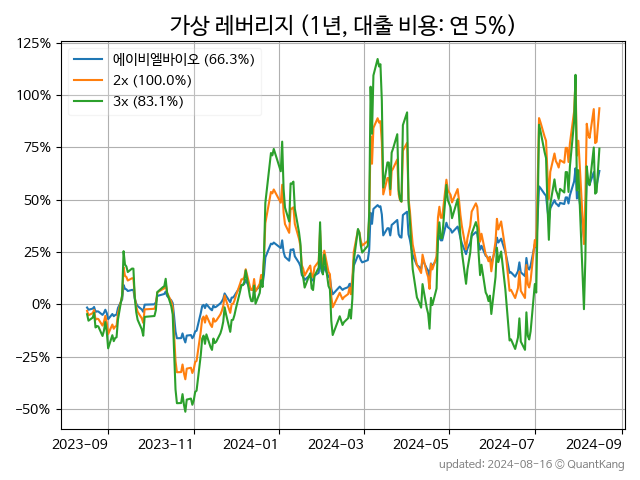 가상 레버리지 (1년, 대출 비용: 연 5%)
125%
100%
75%
50%
25%
0%
−25%
−50%
에이비엘바이오 (66.3%)
2x (100.0%)
3x (83.1%)
2023-09 2023-11 2024-01 2024-03 2024-05 2024-07 2024-09
updated: 2024-08-16 © QuantKang